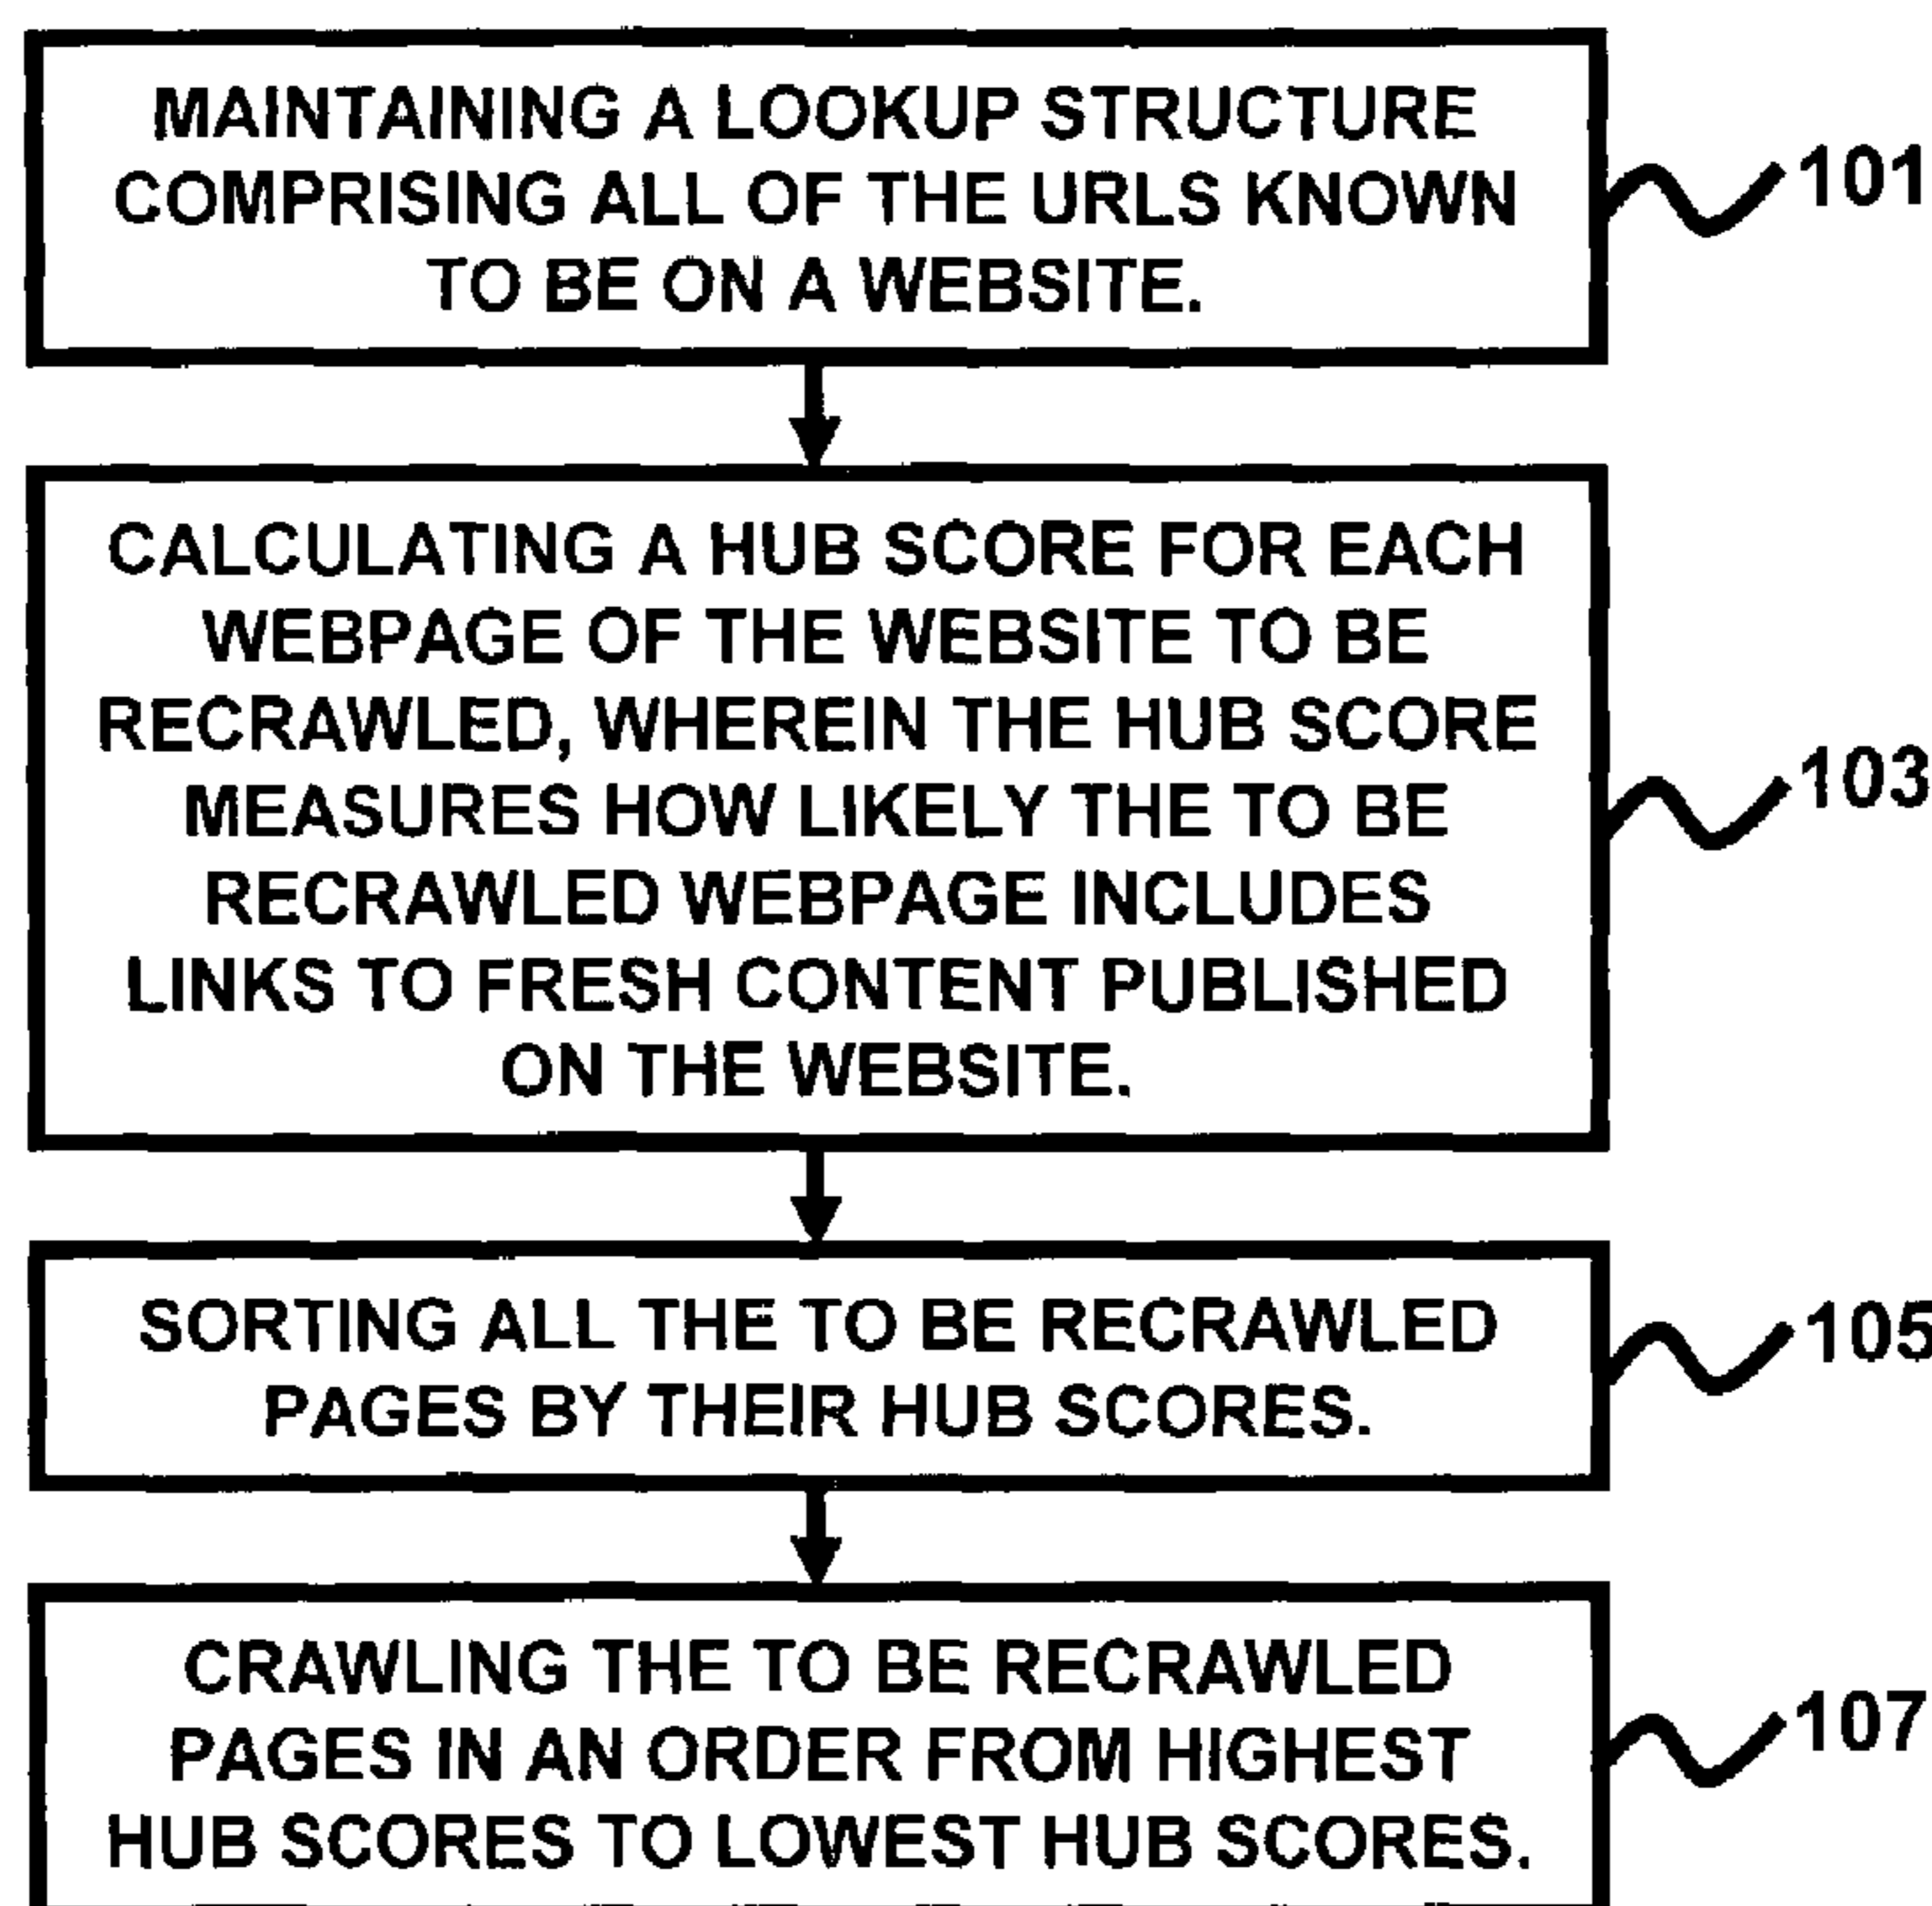 MAINTAINING A LOOKUP STRUCTURE
COMPRISING ALL OF THE URLS KNOWN
TO BE ON A WEBSITE.
101
CALCULATING A HUB SCORE FOR EACH
WEBPAGE OF THE WEBSITE TO BE
RECRAWLED, WHEREIN THE HUB SCORE
MEASURES HOW LIKELY THE TO BE
RECRAWLED WEBPAGE INCLUDES
LINKS TO FRESH CONTENT PUBLISHED
ON THE WEBSITE.
103
SORTING ALL THE TO BE RECRAWLED
PAGES BY THEIR HUB SCORES.
105
CRAWLING THE TO BE RECRAWLED
PAGES IN AN ORDER FROM HIGHEST
HUB SCORES TO LOWEST HUB SCORES.
107